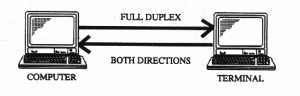 FULL DUPLEX
BOTH DIRECTIONS
COMPUTER
TERMINAL